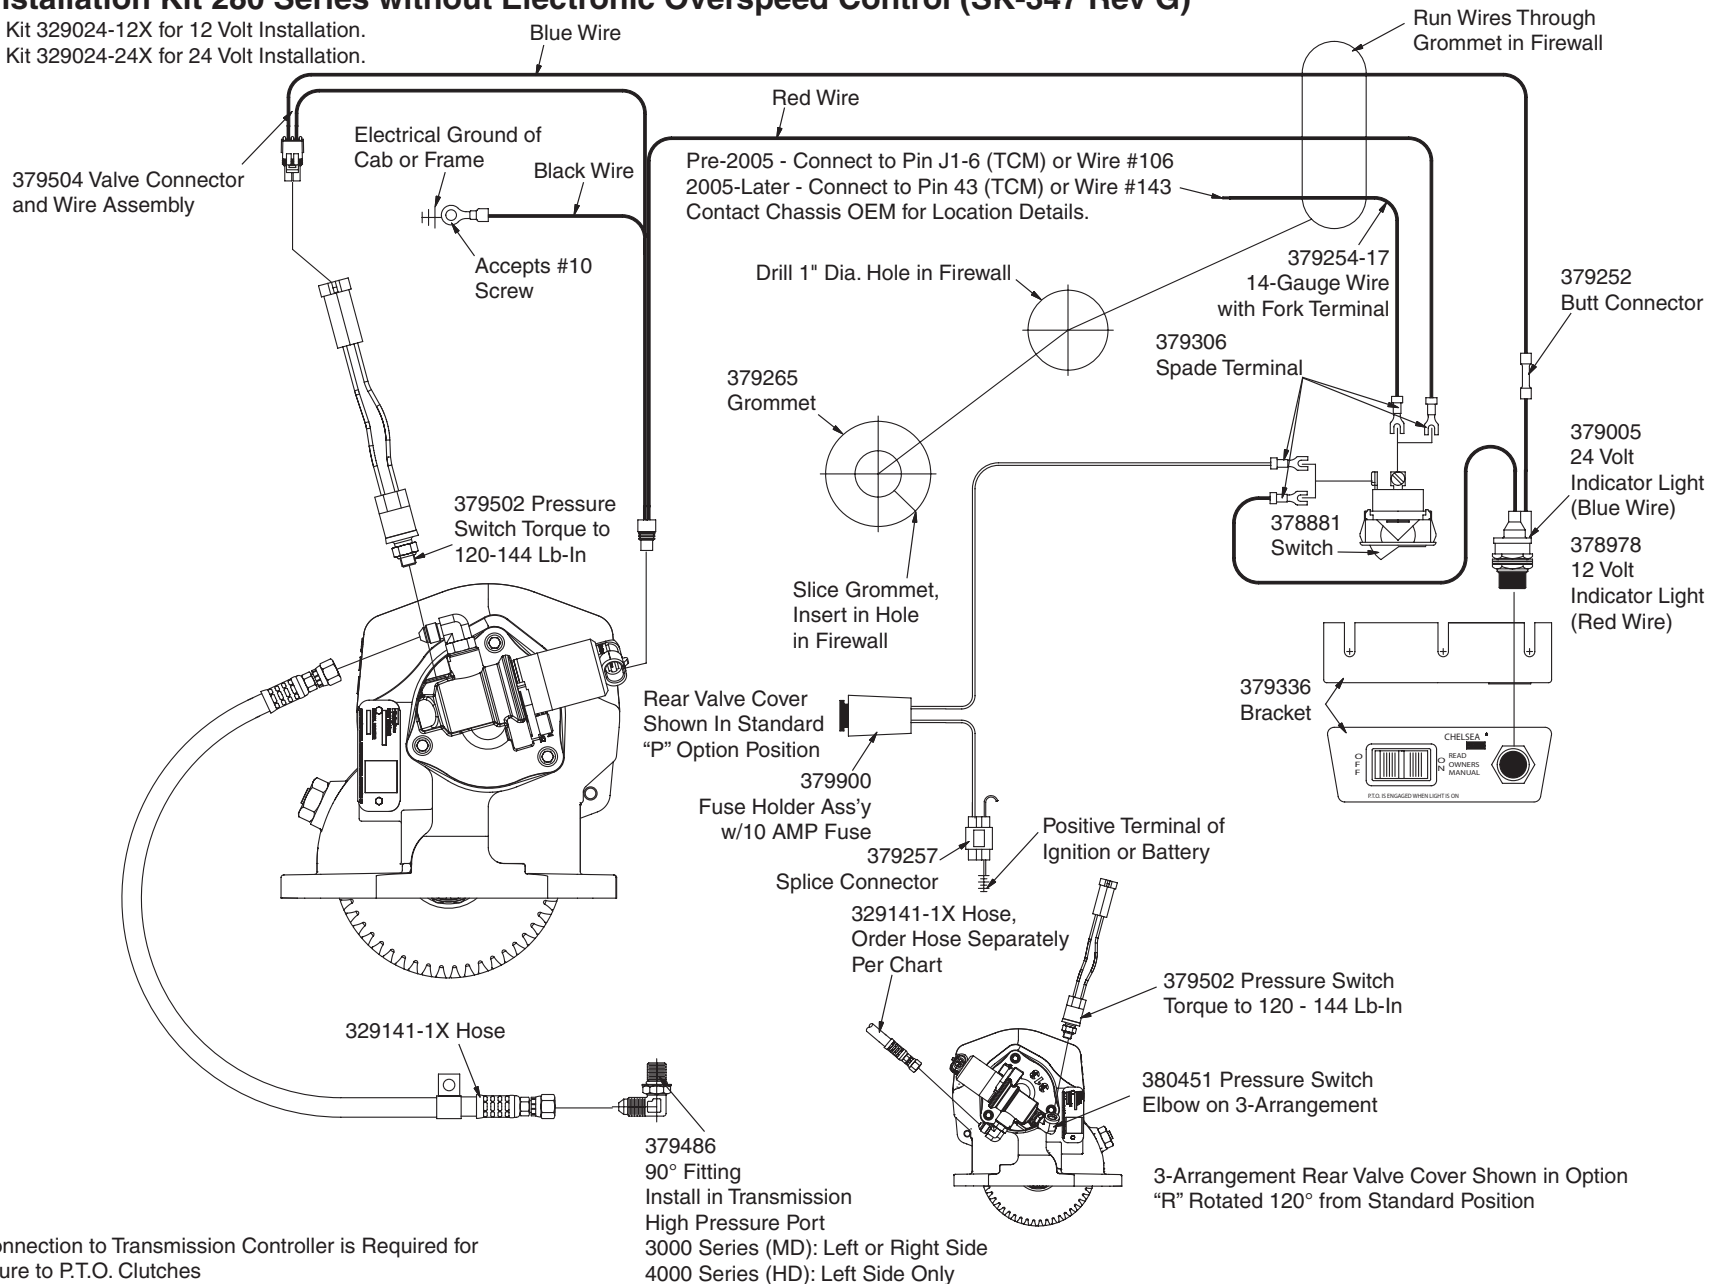 nstallation Kit 280 Series without Electronic Overspeed Control (SK-347 Rev G)
Kit 329024-12X for 12 Volt Installation.
Kit 329024-24X for 24 Volt Installation.
Blue Wire
Run Wires Through
Grommet in Firewall
Red Wire
Electrical Ground of
Cab or Frame
Black Wire
379504 Valve Connector
and Wire Assembly
Pre-2005 - Connect to Pin J1-6 (TCM) or Wire #106
2005-Later - Connect to Pin 43 (TCM) or Wire #143
Contact Chassis OEM for Location Details.
Accepts #10
Screw
Drill 1" Dia. Hole in Firewall
379254-17
14-Gauge Wire
with Fork Terminal
379252
Butt Connector
379306
Spade Terminal
379265
Grommet
379005
24 Volt
Indicator Light
(Blue Wire)
378978
12 Volt
Indicator Light
(Red Wire)
379502 Pressure
Switch Torque to
120-144 Lb-In
378881
Switch
Slice Grommet,
Insert in Hole
in Firewall
379336
Bracket
Rear Valve Cover
Shown In Standard
“P” Option Position
CHELSEA
OFF
ON
READ
OWNERS
MANUAL
P.T.O. IS ENGAGED WHEN LIGHT IS ON
379900
Fuse Holder Ass’y
w/10 AMP Fuse
379257
Splice Connector
Positive Terminal of
Ignition or Battery
329141-1X Hose,
Order Hose Separately
Per Chart
379502 Pressure Switch
Torque to 120 - 144 Lb-In
329141-1X Hose
380451 Pressure Switch
Elbow on 3-Arrangement
379486
90° Fitting
Install in Transmission
High Pressure Port
3000 Series (MD): Left or Right Side
4000 Series (HD): Left Side Only
3-Arrangement Rear Valve Cover Shown in Option
“R” Rotated 120° from Standard Position
onnection to Transmission Controller is Required for
ure to P.T.O. Clutches